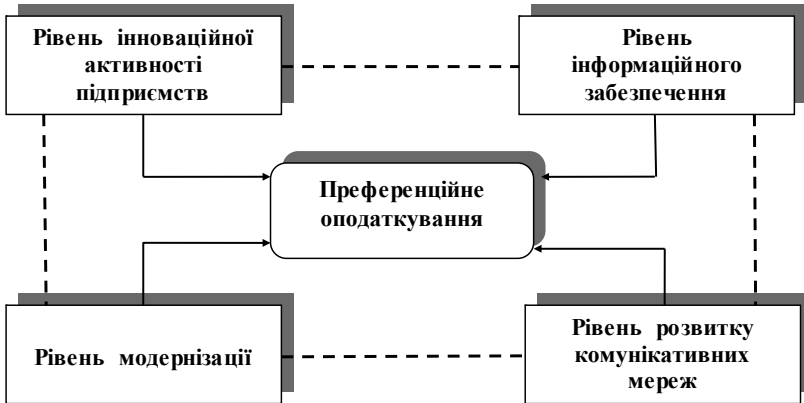 Рівень інноваційної
активності
підприємств
Рівень
інформаційного
забезпечення
Преференційне
оподаткування
Рівень модернізації
Рівень розвитку
комунікативних
мереж